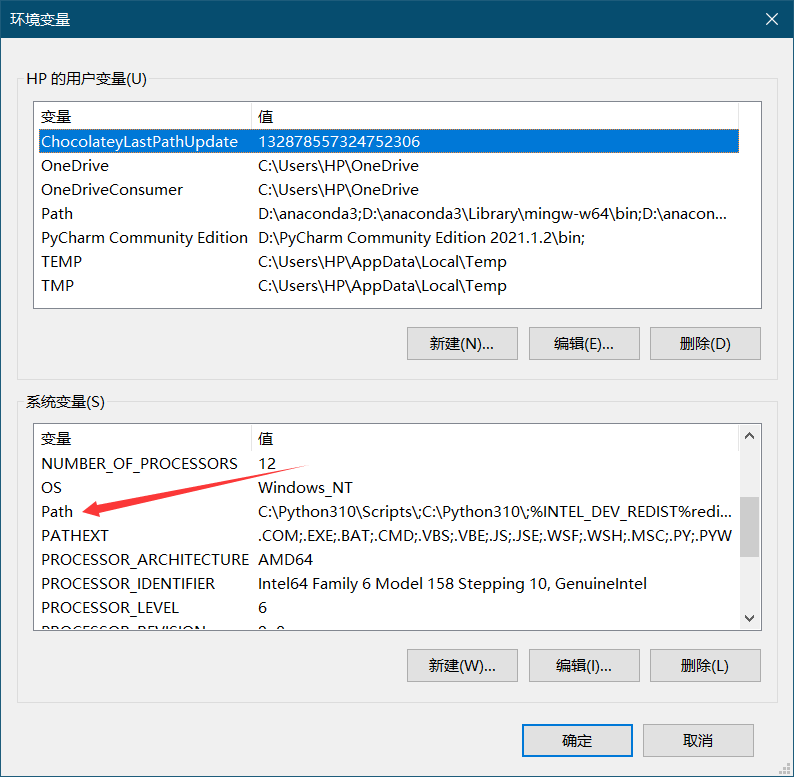 环境变量
HP 的用户变量(U)
变量 值
ChocolateyLastPathUpdate 132878557324752306
OneDrive C:\Users\HP\OneDrive
OneDriveConsumer C:\Users\HP\OneDrive
Path D:\anaconda3;D:\anaconda3\Library\mingw-w64\bin;D:\anacon...
PyCharm Community Edition D:\PyCharm Community Edition 2021.1.2\bin;
TEMP C:\Users\HP\AppData\Local\Temp
TMP C:\Users\HP\AppData\Local\Temp
新建(N)... 编辑(E)... 删除(D)
系统变量(S)
变量 值
NUMBER_OF_PROCESSORS 12
OS Windows_NT
Path C:\Python310\Scripts\;C:\Python310\;%INTEL_DEV_REDIST%redi...
PATHEXT .COM;.EXE;.BAT;.CMD;.VBS;.VBE;.JS;.JSE;.WSF;.WSH;.MSC;.PY;.PYW
PROCESSOR_ARCHITECTURE AMD64
PROCESSOR_IDENTIFIER Intel64 Family 6 Model 158 Stepping 10, GenuineIntel
PROCESSOR_LEVEL 6
PROCESSOR_REVISION
新建(W)... 编辑(I)... 删除(L)
确定 取消